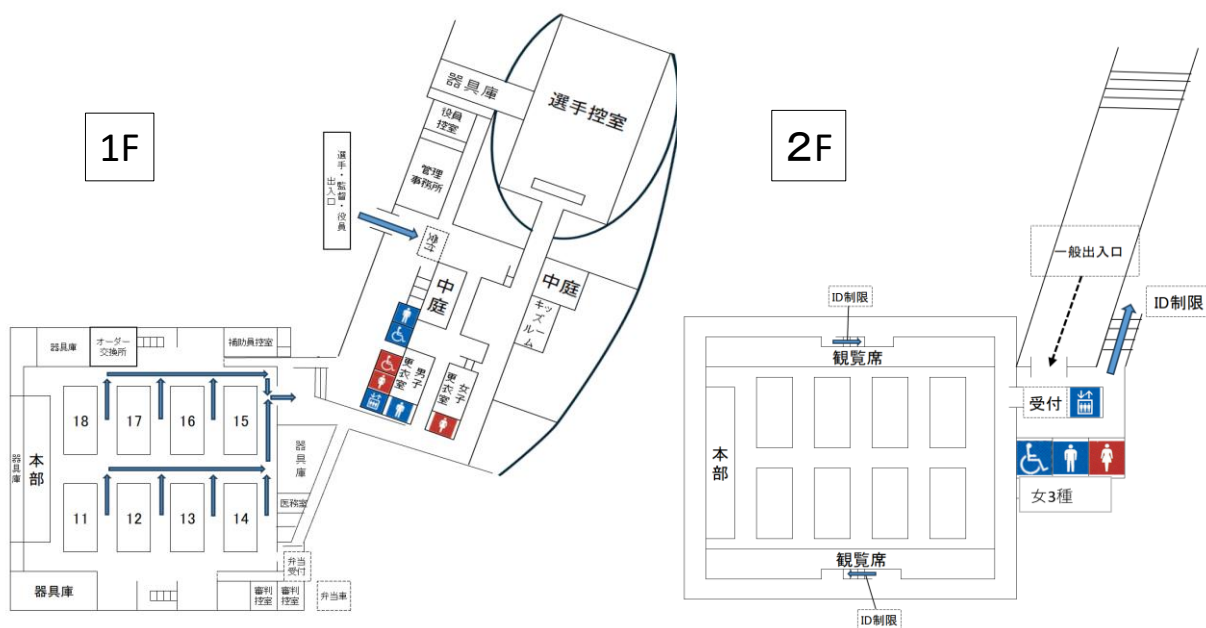 1F
選手・監督・役員
出入口
器具庫
選手控室
役員
控室
管理
事務所
受付
中
庭
中庭
キッ
ズ
ルーム
男子
更衣室
女子
更衣室
器具庫
オーダー
交換所
補助員控室
18
17
16
15
器具庫
本部
器具庫
医務室
11
12
13
14
弁当
受付
器具庫
審判
控室
審判
控室
弁当車
2F
一般出入口
ID制限
ID制限
観覧席
受付
本部
女3種
観覧席
ID制限